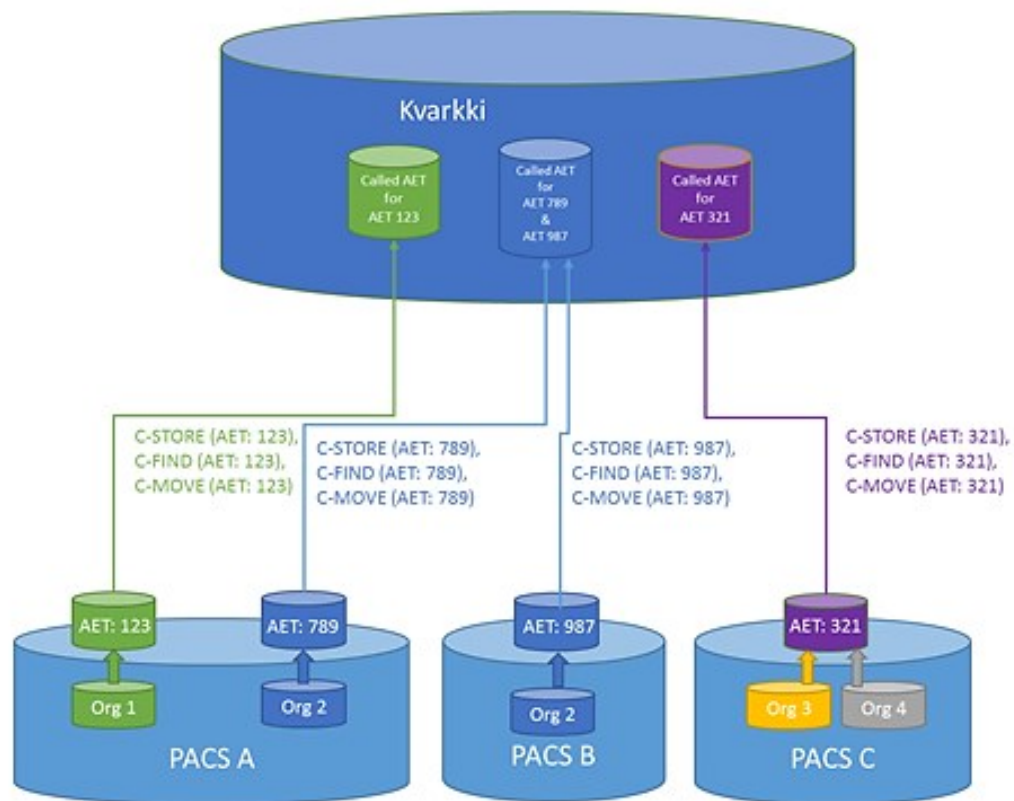 Kvarkki
Called AET
for
AET 123
Called AET
for
AET 789
&
AET 987
Called AET
for
AET 321
C-STORE (AET: 123),
C-FIND (AET: 123),
C-MOVE (AET: 123)
C-STORE (AET: 789),
C-FIND (AET: 789),
C-MOVE (AET: 789)
C-STORE (AET: 987),
C-FIND (AET: 987),
C-MOVE (AET: 987)
C-STORE (AET: 321),
C-FIND (AET: 321),
C-MOVE (AET: 321)
AET: 123
AET: 789
AET: 987
AET: 321
Org 1
Org 2
Org 2
Org 3
Org 4
PACS A
PACS B
PACS C